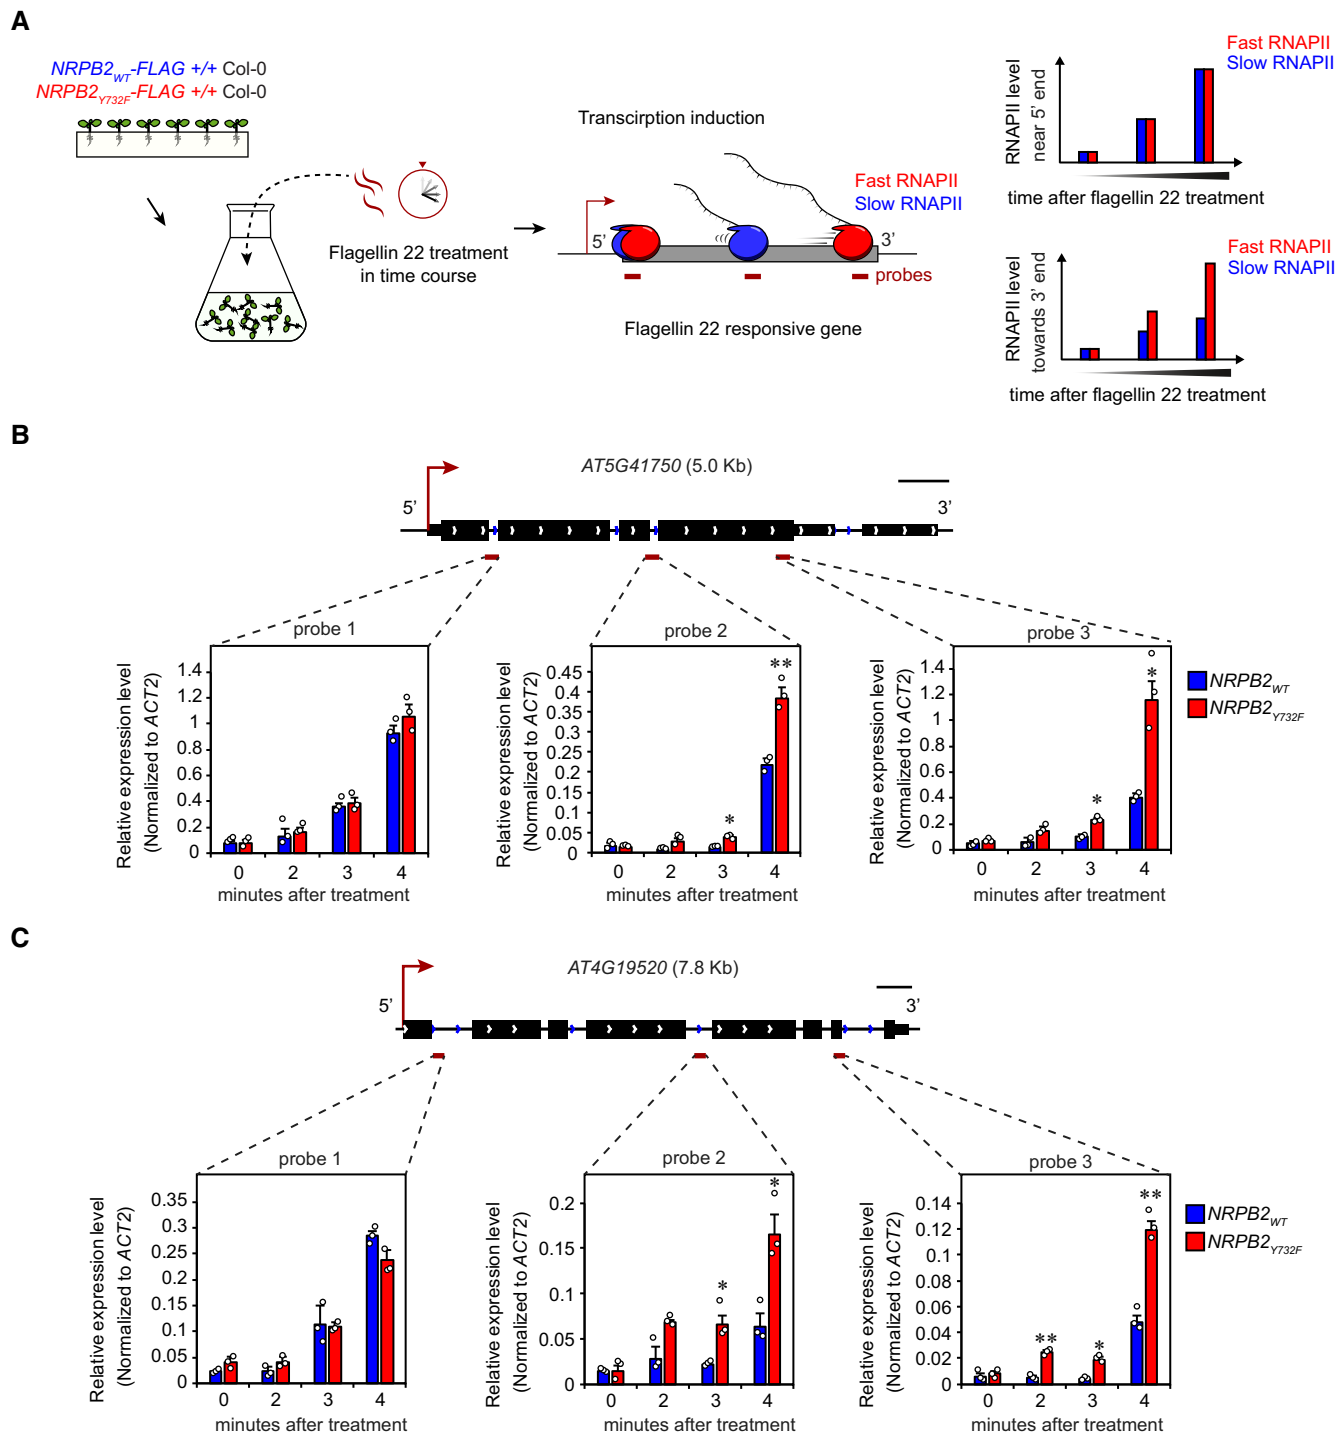 A
NRPB2WT-FLAG +/+ Col-0
NRPB2Y732F-FLAG +/+ Col-0
Flagellin 22 treatment
in time course
Transcirption induction
Fast RNAPII
Slow RNAPII
5’
3’
probes
Flagellin 22 responsive gene
Fast RNAPII
Slow RNAPII
RNAPII level
near 5’ end
time after flagellin 22 treatment
Fast RNAPII
Slow RNAPII
RNAPII level
towards 3’ end
time after flagellin 22 treatment
B
AT5G41750 (5.0 Kb)
5’
3’
probe 1
Relative expression level
(Normalized to ACT2)
1.4
1.2
1
0.8
0.6
0.4
0.2
0
0 2 3 4
minutes after treatment
probe 2
Relative expression level
(Normalized to ACT2)
0.45
0.4
0.35
0.3
0.25
0.2
0.15
0.1
0.05
0
*
**
0 2 3 4
minutes after treatment
probe 3
Relative expression level
(Normalized to ACT2)
1.4
1.2
1
0.8
0.6
0.4
0.2
0
*
*
0 2 3 4
minutes after treatment
NRPB2WT
NRPB2Y732F
C
AT4G19520 (7.8 Kb)
5’
3’
probe 1
Relative expression level
(Normalized to ACT2)
0.35
0.3
0.25
0.2
0.15
0.1
0.05
0
0 2 3 4
minutes after treatment
probe 2
Relative expression level
(Normalized to ACT2)
0.2
0.15
0.1
0.05
0
*
*
0 2 3 4
minutes after treatment
probe 3
Relative expression level
(Normalized to ACT2)
0.14
0.12
0.1
0.08
0.06
0.04
0.02
0
**
*
**
0 2 3 4
minutes after treatment
NRPB2WT
NRPB2Y732F